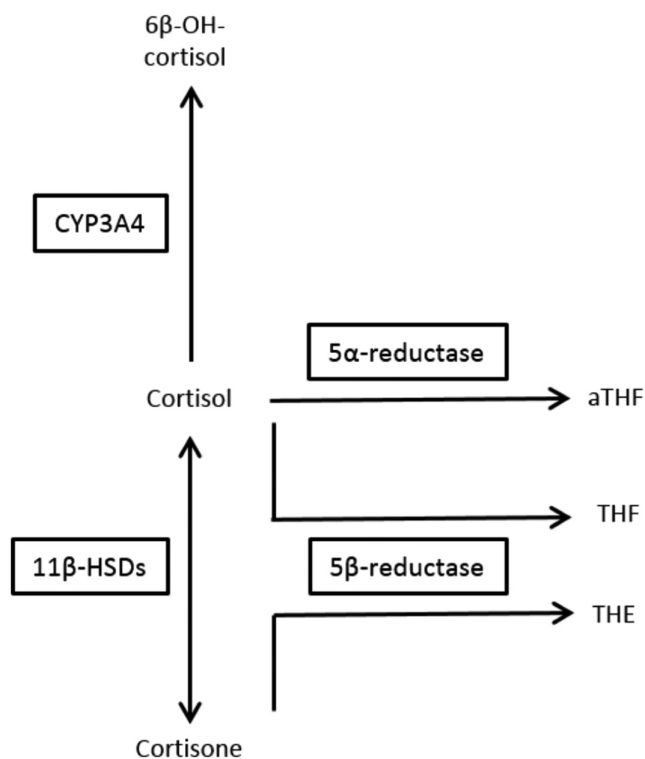 6β-OH-
cortisol
CYP3A4
5α-reductase
Cortisol
aTHF
THF
11β-HSDs
5β-reductase
THE
Cortisone